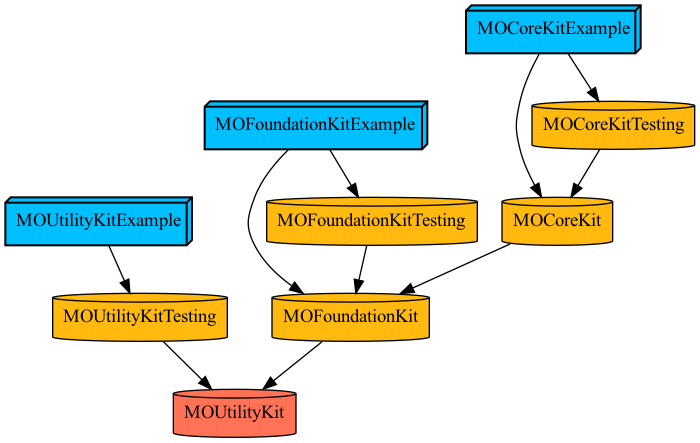 MOCoreKitExample
MOFoundationKitExample
MOCoreKitTesting
MOUtilityKitExample
MOFoundationKitTesting
MOCoreKit
MOUtilityKitTesting
MOFoundationKit
MOUtilityKit